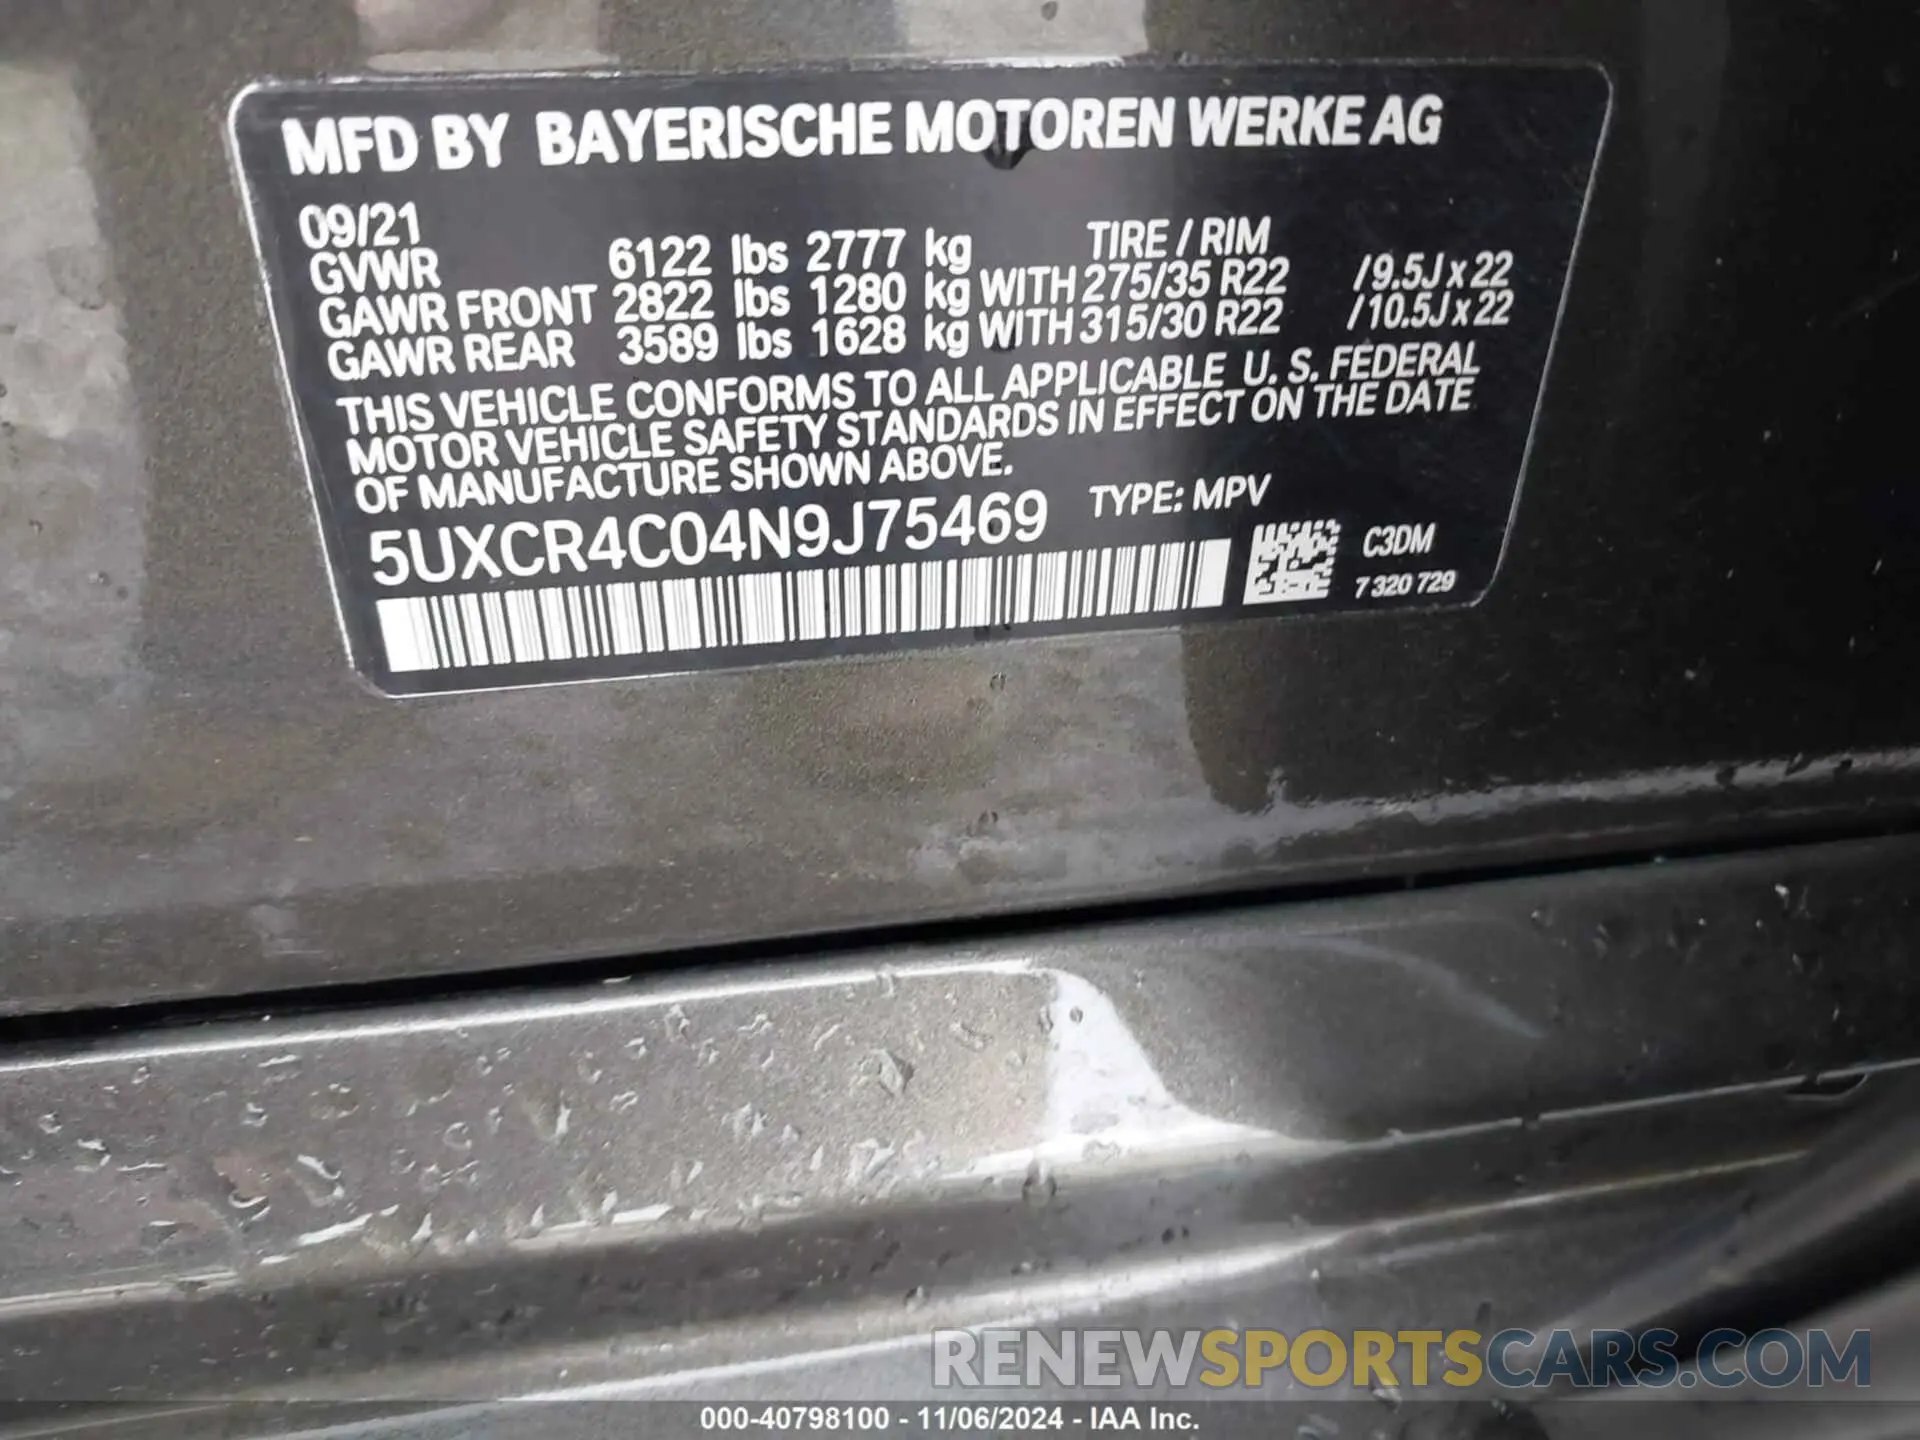 MFD BY BAYERISCHE MOTOREN WERKE AG
09/21 TIRE / RIM
GVWR 6122 lbs 2777 kg
GAWR FRONT 2822 lbs 1280 kg WITH 275/35 R22 /9.5J x 22
GAWR REAR 3589 lbs 1628 kg WITH 315/30 R22 /10.5J x 22
THIS VEHICLE CONFORMS TO ALL APPLICABLE U. S. FEDERAL
MOTOR VEHICLE SAFETY STANDARDS IN EFFECT ON THE DATE
OF MANUFACTURE SHOWN ABOVE.
5UXCR4C04N9J75469 TYPE: MPV
C3DM
7 320 729
RENEWSPORTSCARS.COM
000-40798100 - 11/06/2024 - IAA Inc.